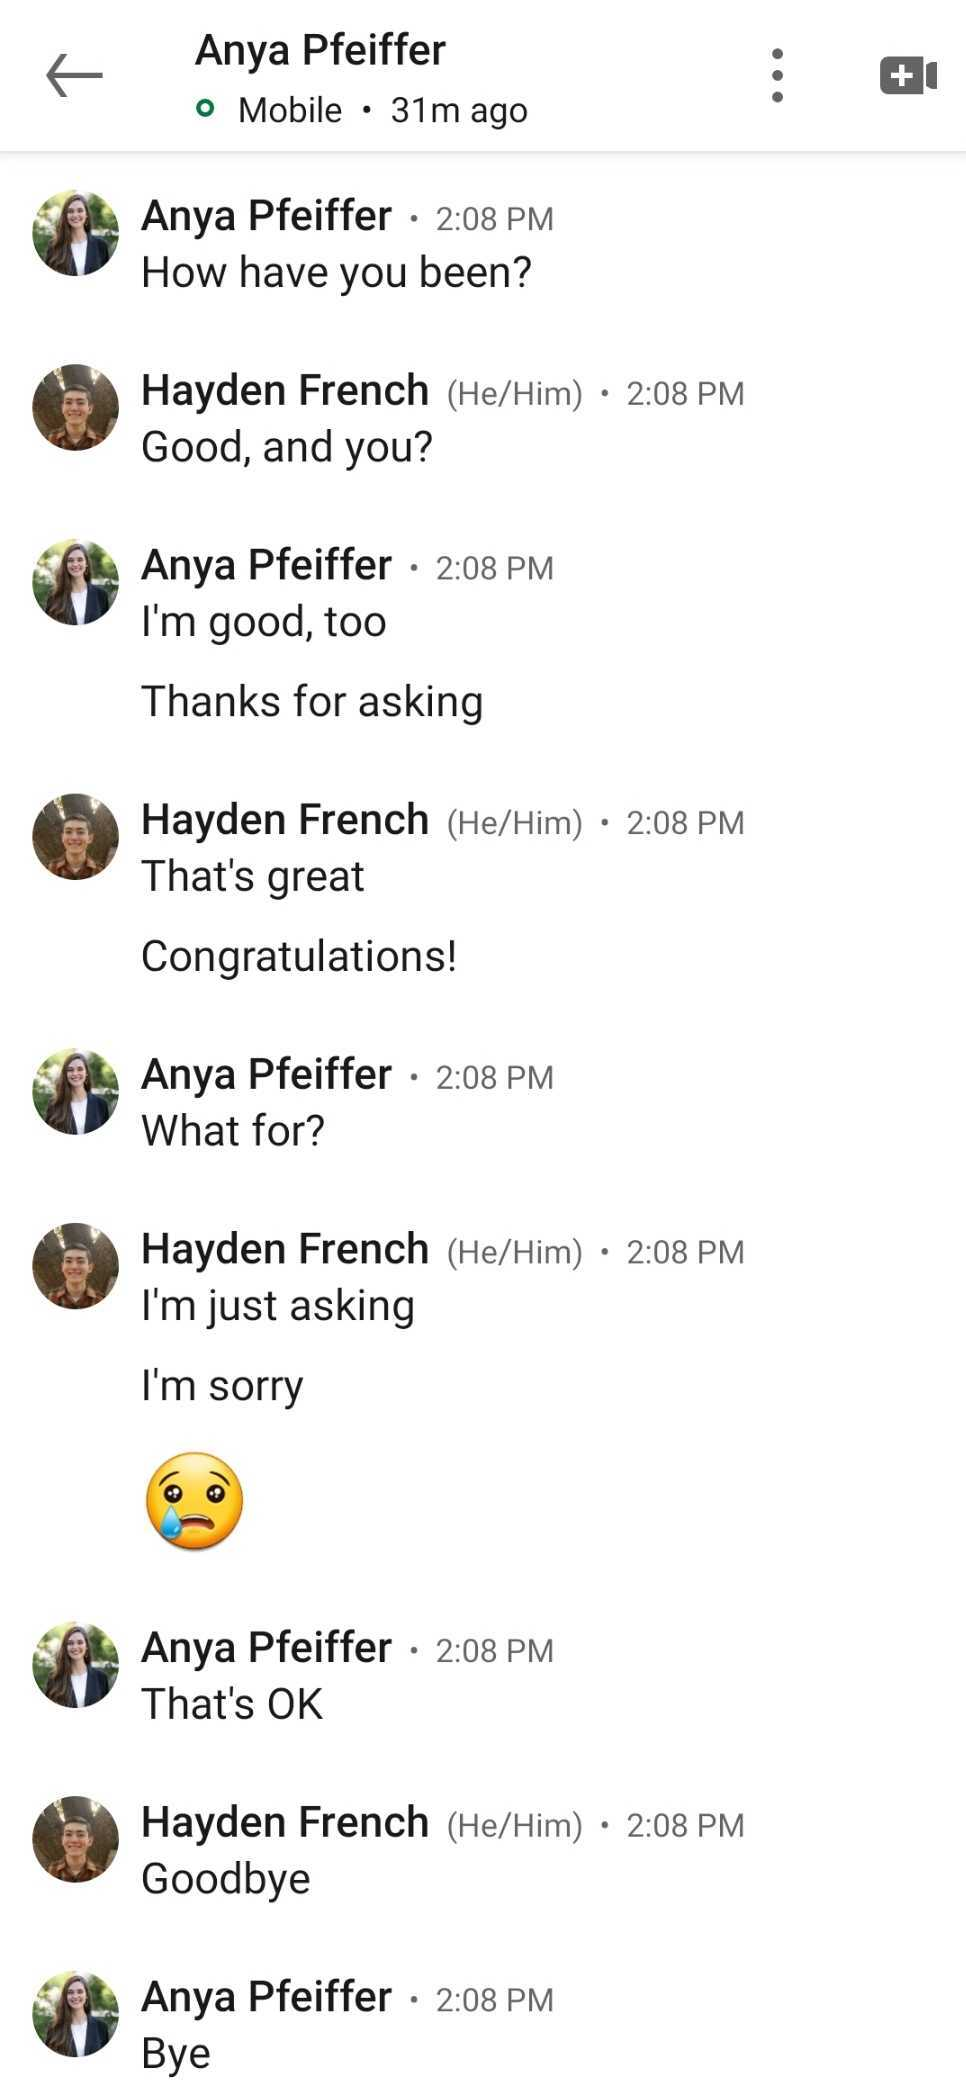 Anya Pfeiffer
Mobile • 31m ago
Anya Pfeiffer • 2:08 PM
How have you been?
Hayden French (He/Him) • 2:08 PM
Good, and you?
Anya Pfeiffer • 2:08 PM
I'm good, too
Thanks for asking
Hayden French (He/Him) • 2:08 PM
That's great
Congratulations!
Anya Pfeiffer • 2:08 PM
What for?
Hayden French (He/Him) • 2:08 PM
I'm just asking
I'm sorry
😢
Anya Pfeiffer • 2:08 PM
That's OK
Hayden French (He/Him) • 2:08 PM
Goodbye
Anya Pfeiffer • 2:08 PM
Bye